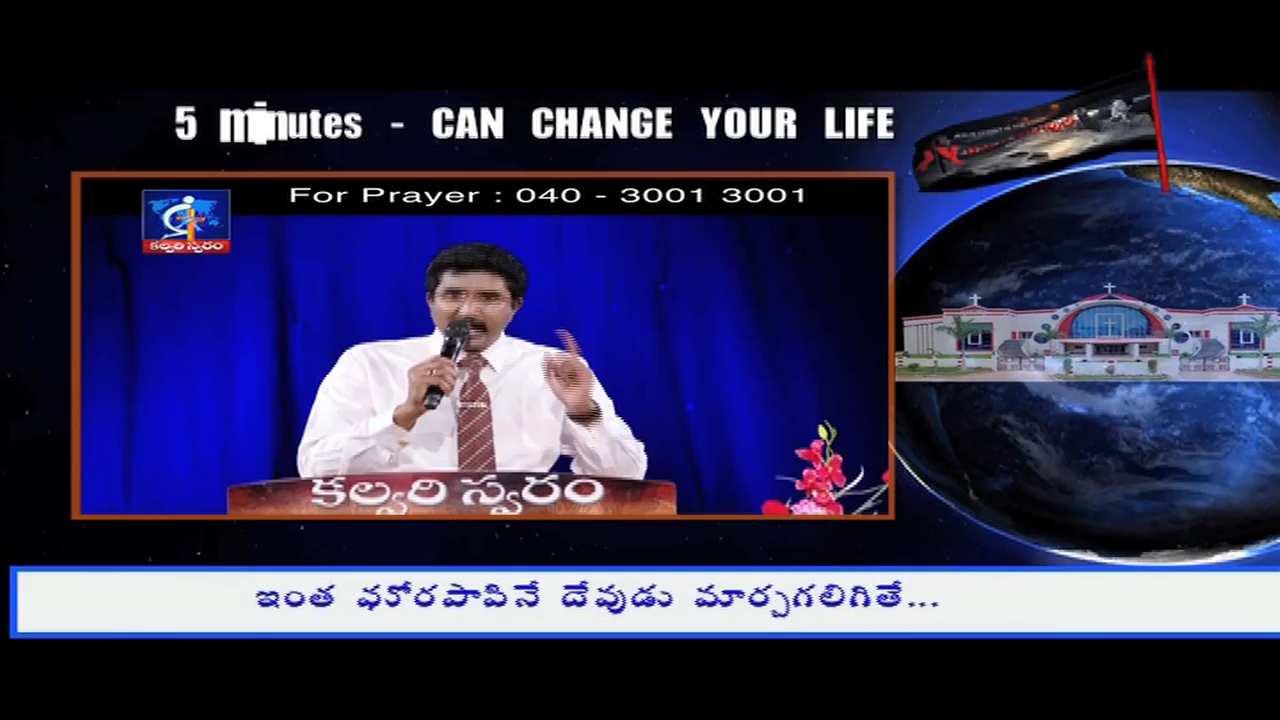 5 minutes - CAN CHANGE YOUR LIFE
For Prayer : 040 - 3001 3001
కల్వరి స్వరం
కల్వరి స్వరం
ఇంత ఘోరపాపినే దేవుడు మార్చగలిగితే...